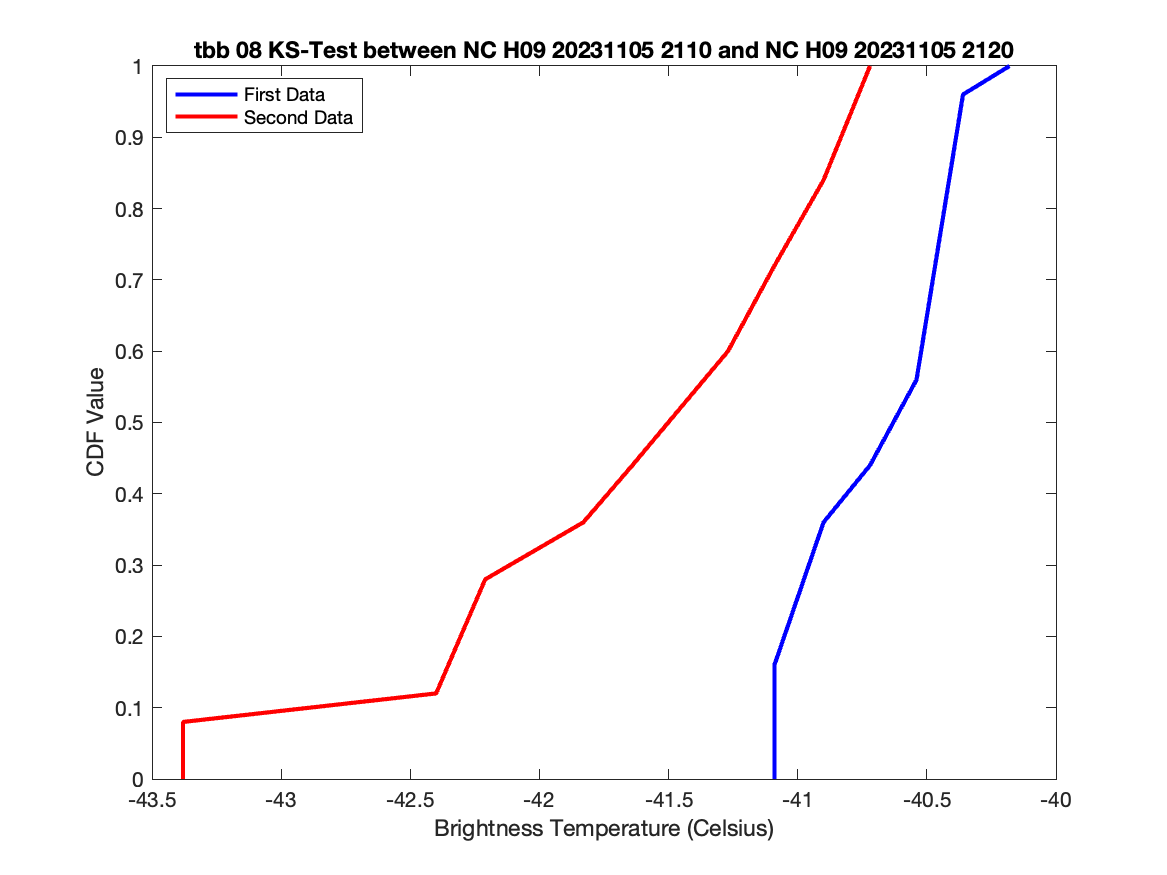 tbb 08 KS-Test between NC H09 20231105 2110 and NC H09 20231105 2120
First Data
Second Data
1
0.9
0.8
0.7
0.6
0.5
0.4
0.3
0.2
0.1
0
CDF Value
-43.5 -43 -42.5 -42 -41.5 -41 -40.5 -40
Brightness Temperature (Celsius)